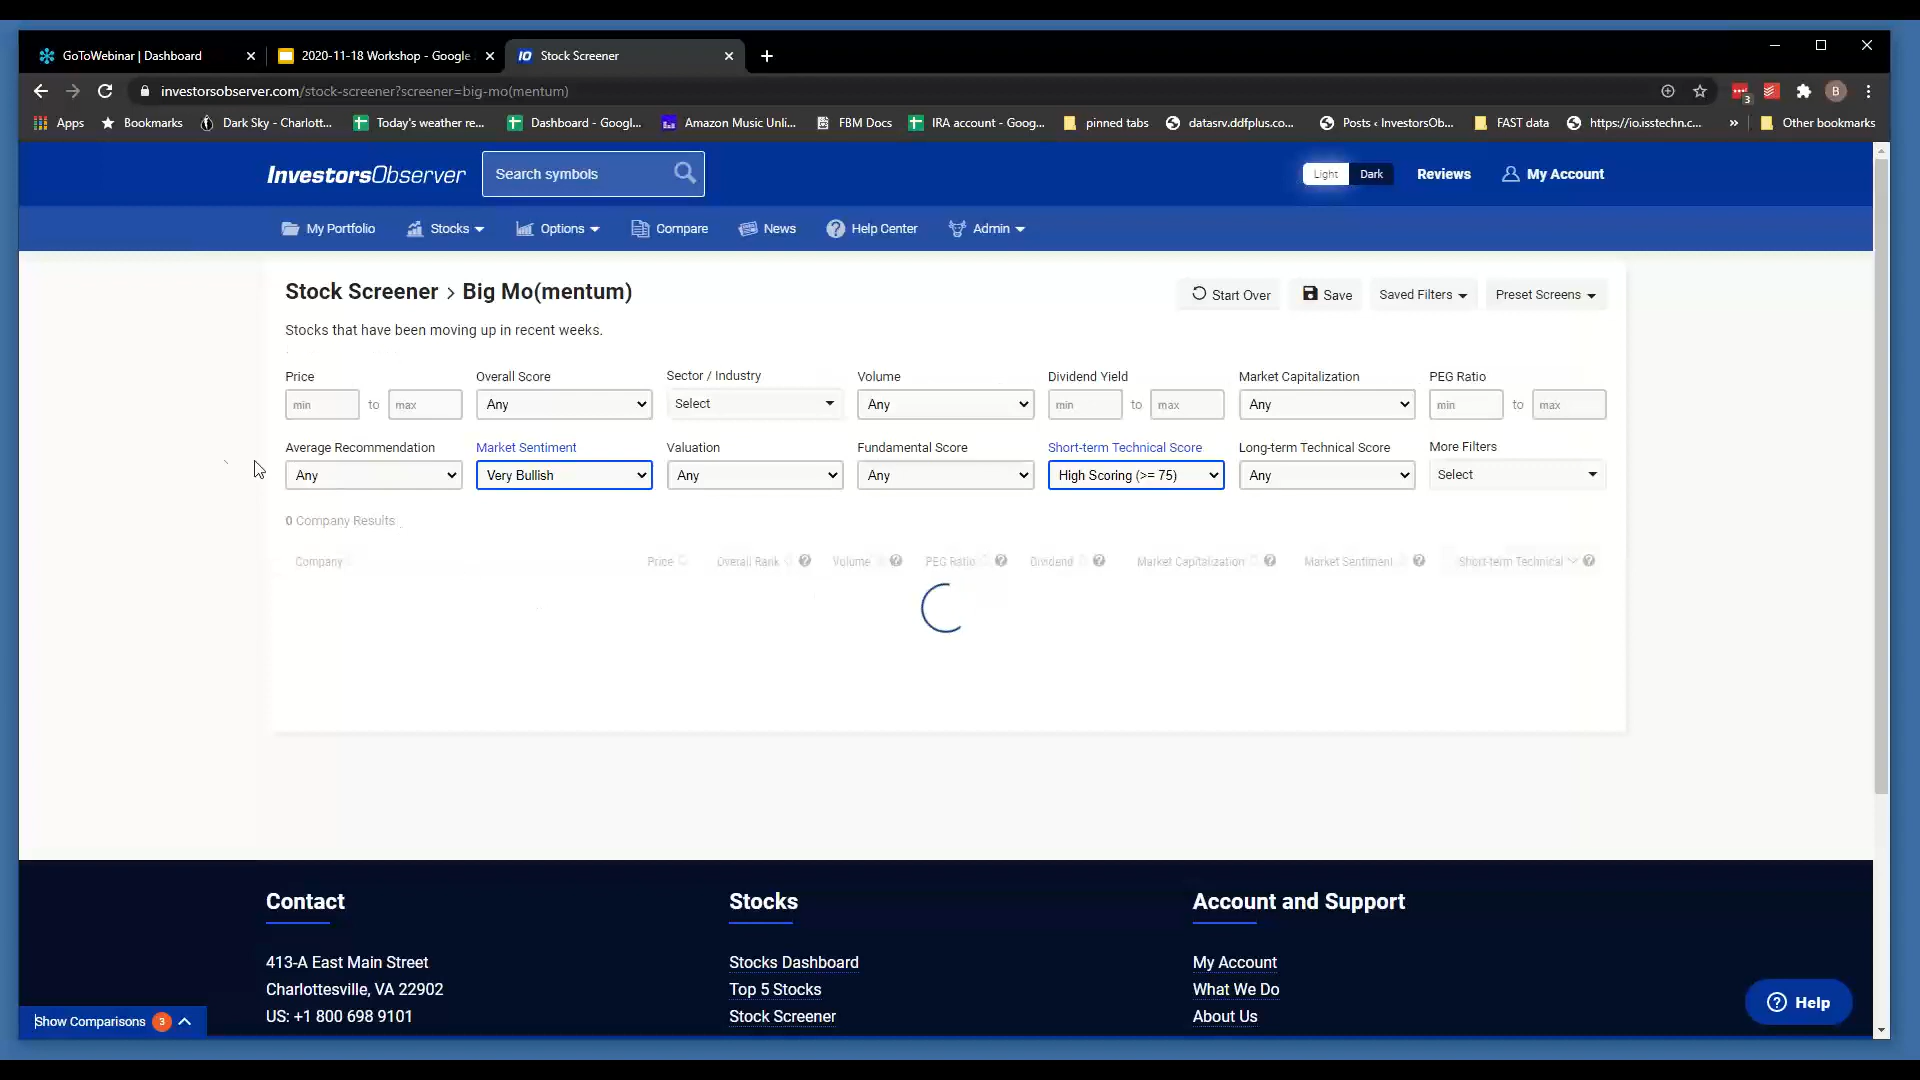 GoToWebinar | Dashboard
2020-11-18 Workshop - Google
IO Stock Screener
investorsobserver.com/stock-screener?screener=big-mo(mentum)
3
B
Apps
Bookmarks
Dark Sky - Charlott...
Today's weather re...
Dashboard - Googl...
Amazon Music Unli...
FBM Docs
IRA account - Goog...
pinned tabs
datasrv.ddfplus.co...
Posts ‹ InvestorsOb...
FAST data
https://io.isstechn.c...
»
Other bookmarks
InvestorsObserver
Search symbols
Light Dark
Reviews
My Account
My Portfolio
Stocks
Options
Compare
News
Help Center
Admin
Stock Screener > Big Mo(mentum)
Start Over
Save
Saved Filters
Preset Screens
Stocks that have been moving up in recent weeks.
Price
Overall Score
Sector / Industry
Volume
Dividend Yield
Market Capitalization
PEG Ratio
min to max
Any
Select
Any
min to max
Any
min to max
Average Recommendation
Market Sentiment
Valuation
Fundamental Score
Short-term Technical Score
Long-term Technical Score
More Filters
Any
Very Bullish
Any
Any
High Scoring (>= 75)
Any
Select
0 Company Results
Company
Price
Overall Rank
Volume
PEG Ratio
Dividend
Market Capitalization
Market Sentiment
Short-term Technical
Contact
Stocks
Account and Support
413-A East Main Street
Stocks Dashboard
My Account
Charlottesville, VA 22902
Top 5 Stocks
What We Do
US: +1 800 698 9101
Stock Screener
About Us
Show Comparisons 3
Help